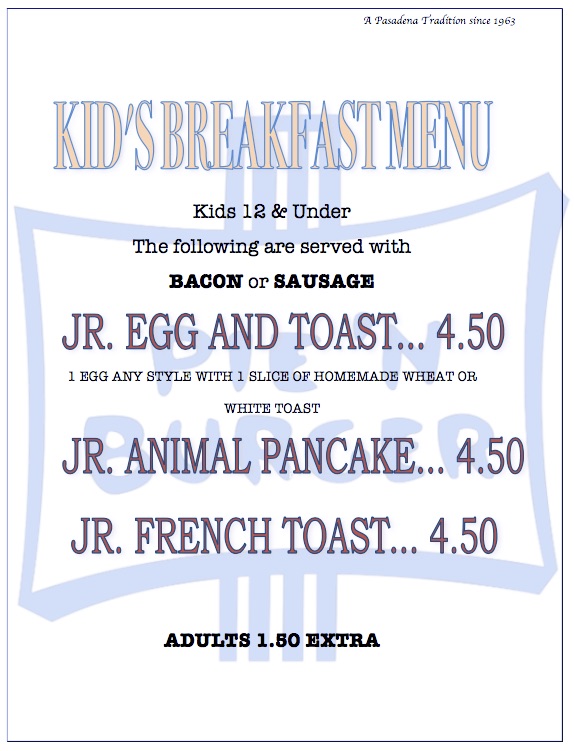 A Pasadena Tradition since 1963
KID'S BREAKFAST MENU
Kids 12 & Under
The following are served with
BACON or SAUSAGE
JR. EGG AND TOAST... 4.50
1 EGG ANY STYLE WITH 1 SLICE OF HOMEMADE WHEAT OR
WHITE TOAST
JR. ANIMAL PANCAKE... 4.50
JR. FRENCH TOAST... 4.50
ADULTS 1.50 EXTRA
PIE 'N
BURGER